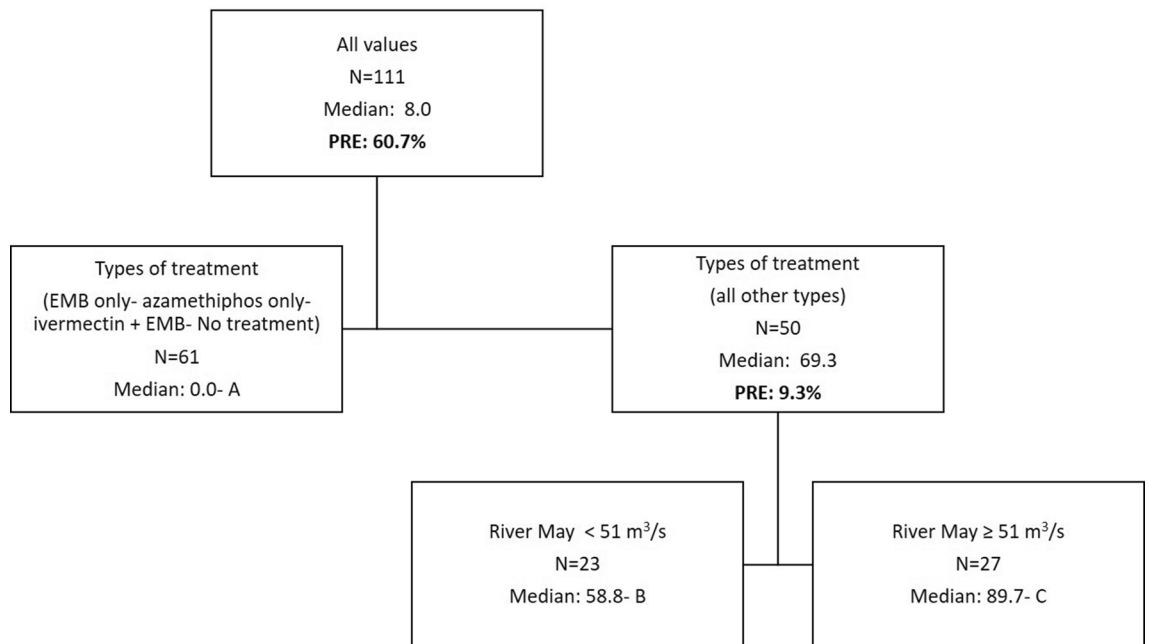 All values
N=111
Median:  8.0
PRE: 60.7%
Types of treatment
(EMB only- azamethiphos only-
ivermectin + EMB- No treatment)
N=61
Median: 0.0- A
Types of treatment
(all other types)
N=50
Median:  69.3
PRE: 9.3%
River May  < 51 m³/s
N=23
Median: 58.8- B
River May ≥ 51 m³/s
N=27
Median: 89.7- C